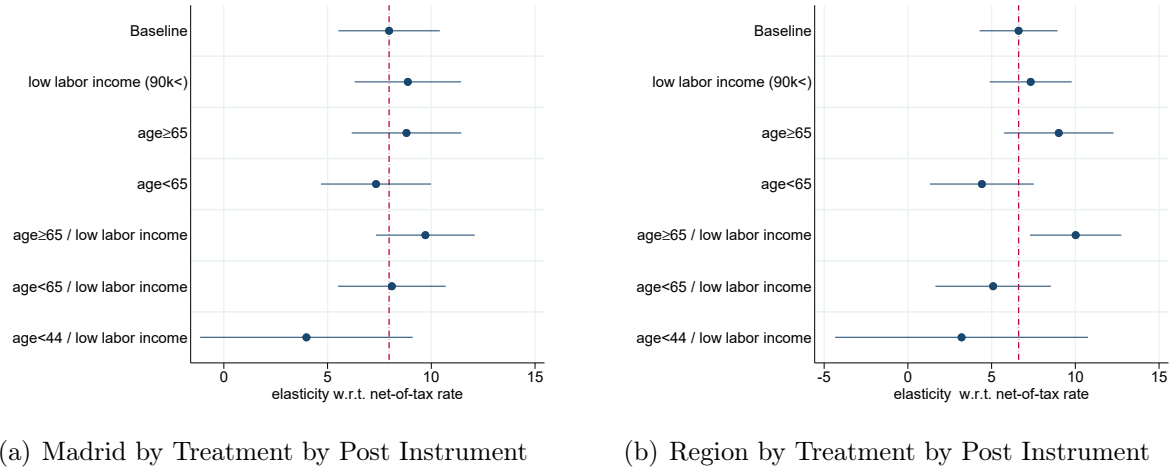 Baseline
low labor income (90k<)
age≥65
age<65
age≥65 / low labor income
age<65 / low labor income
age<44 / low labor income
0 5 10 15
elasticity w.r.t. net-of-tax rate
(a) Madrid by Treatment by Post Instrument
Baseline
low labor income (90k<)
age≥65
age<65
age≥65 / low labor income
age<65 / low labor income
age<44 / low labor income
-5 0 5 10 15
elasticity w.r.t. net-of-tax rate
(b) Region by Treatment by Post Instrument